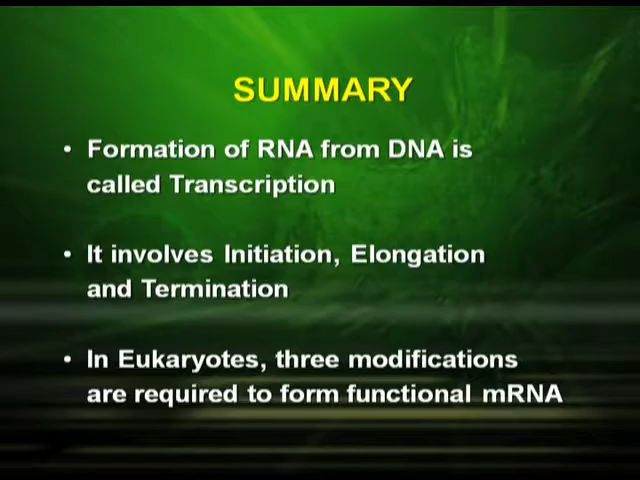 SUMMARY
• Formation of RNA from DNA is
called Transcription
• It involves Initiation, Elongation
and Termination
• In Eukaryotes, three modifications
are required to form functional mRNA